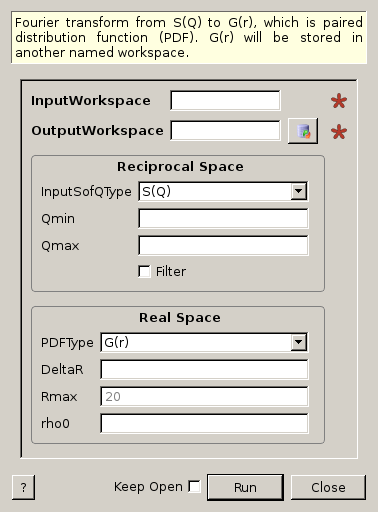 Fourier transform from S(Q) to G(r), which is paired
distribution function (PDF). G(r) will be stored in
another named workspace.
InputWorkspace
*
OutputWorkspace
*
Reciprocal Space
InputSofQType S(Q)
Qmin
Qmax
Filter
Real Space
PDFType G(r)
DeltaR
Rmax 20
rho0
? Keep Open Run Close